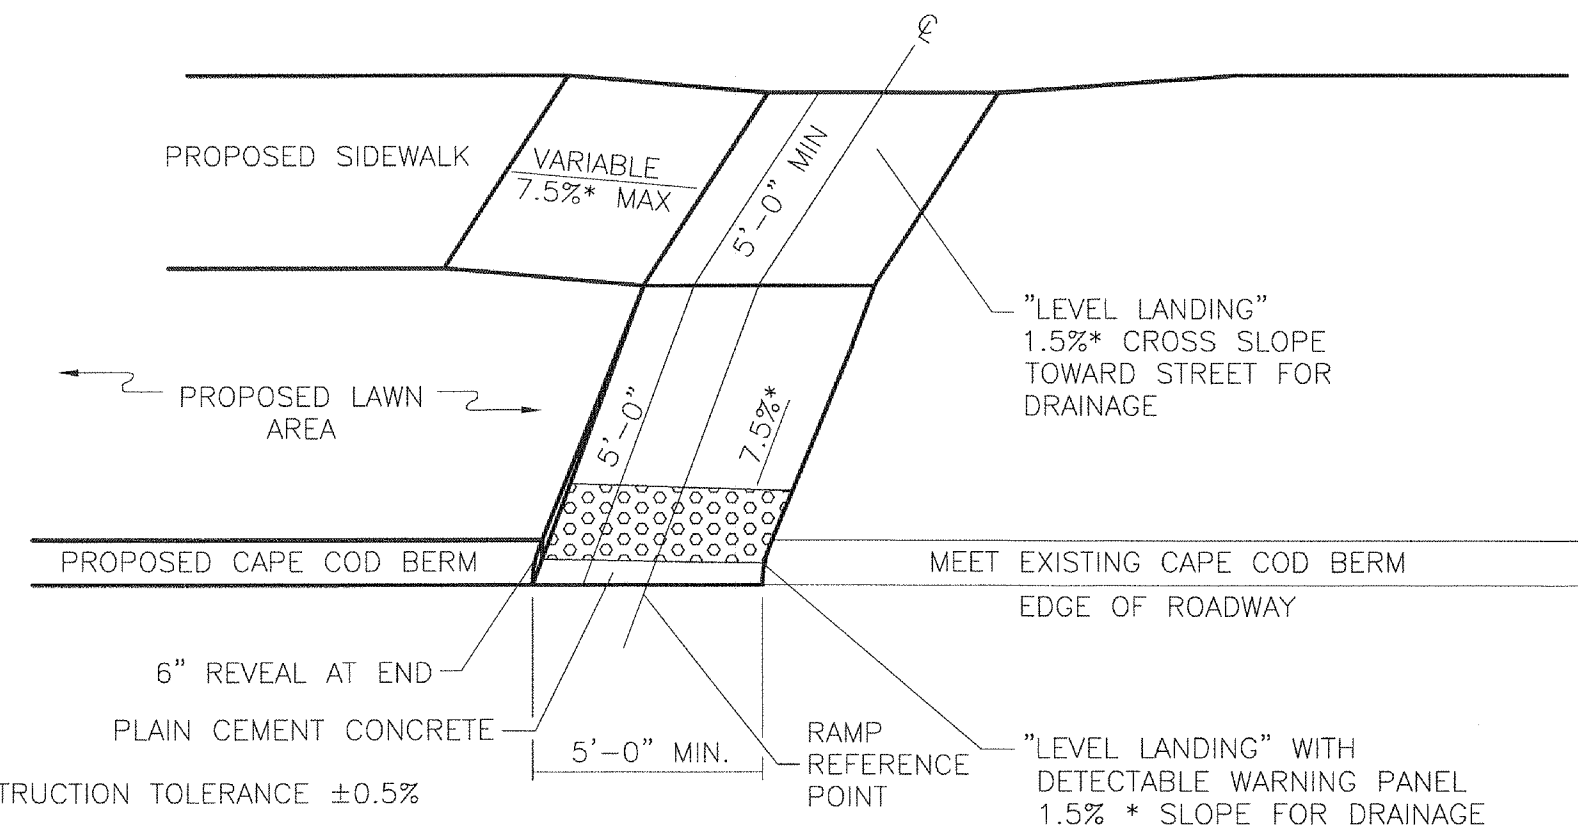 ℄
PROPOSED SIDEWALK
VARIABLE
7.5%* MAX
5'-0" MIN
"LEVEL LANDING"
1.5%* CROSS SLOPE
TOWARD STREET FOR
DRAINAGE
PROPOSED LAWN
AREA
5'-0"
7.5%*
PROPOSED CAPE COD BERM
MEET EXISTING CAPE COD BERM
EDGE OF ROADWAY
6" REVEAL AT END
PLAIN CEMENT CONCRETE
5'-0" MIN.
RAMP
REFERENCE
POINT
"LEVEL LANDING" WITH
DETECTABLE WARNING PANEL
1.5% * SLOPE FOR DRAINAGE
TRUCTION TOLERANCE ±0.5%